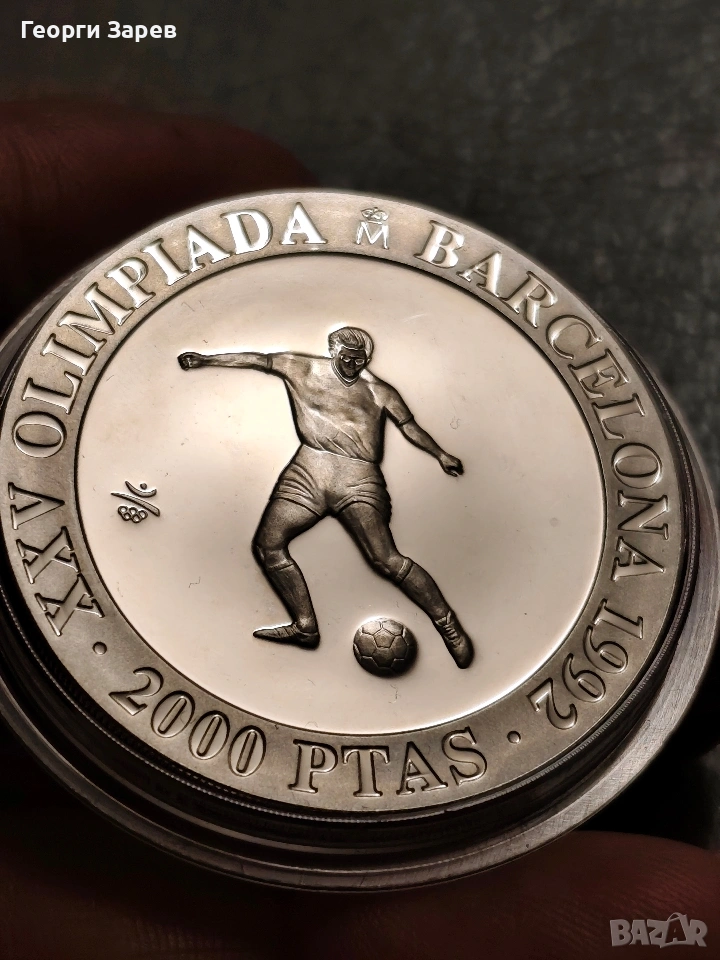 Георги Зарев
XXV OLIMPIADA M BARCELONA 1992 ·
2000 PTAS ·
BAZAR